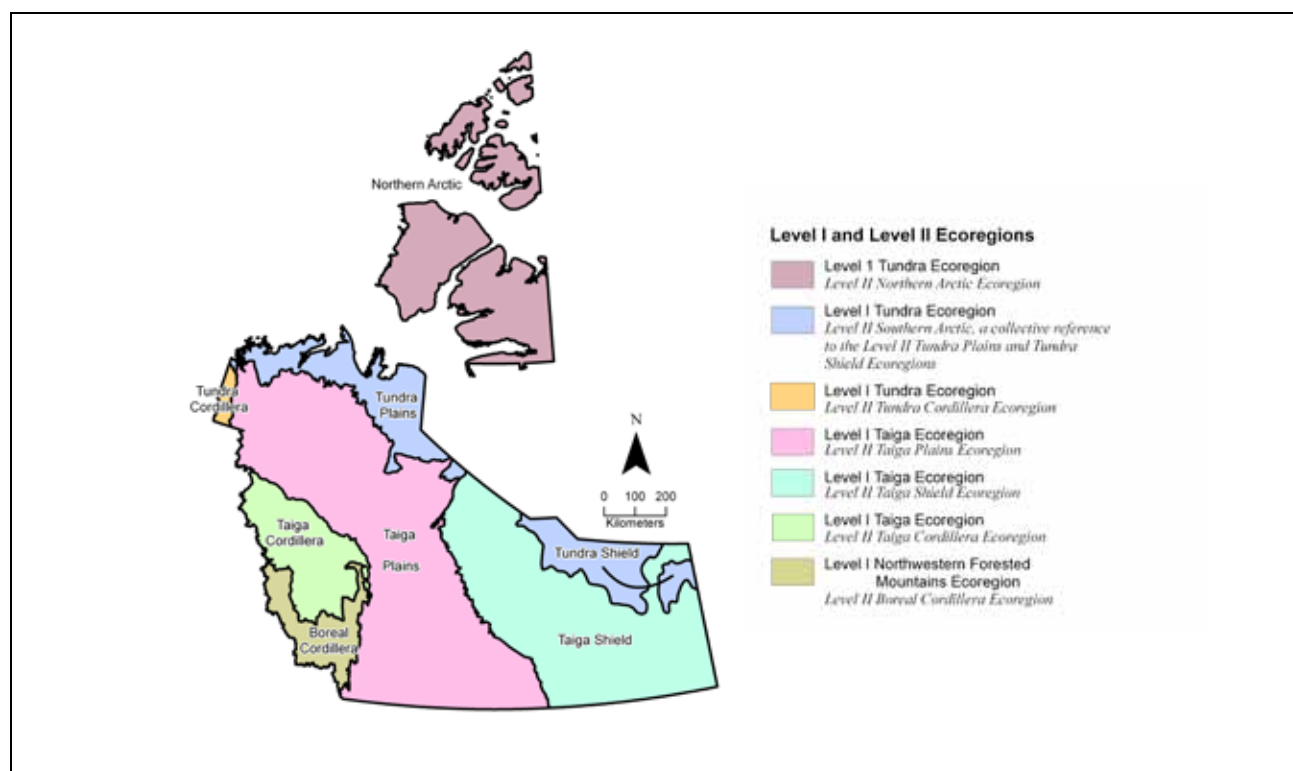 Northern Arctic
Tundra
Cordillera
Tundra
Plains
N
0 100 200
Kilometers
Taiga
Cordillera
Taiga
Plains
Tundra Shield
Boreal
Cordillera
Taiga Shield
Level I and Level II Ecoregions
Level 1 Tundra Ecoregion
Level II Northern Arctic Ecoregion
Level I Tundra Ecoregion
Level II Southern Arctic, a collective reference
to the Level II Tundra Plains and Tundra
Shield Ecoregions
Level I Tundra Ecoregion
Level II Tundra Cordillera Ecoregion
Level I Taiga Ecoregion
Level II Taiga Plains Ecoregion
Level I Taiga Ecoregion
Level II Taiga Shield Ecoregion
Level I Taiga Ecoregion
Level II Taiga Cordillera Ecoregion
Level I Northwestern Forested
Mountains Ecoregion
Level II Boreal Cordillera Ecoregion